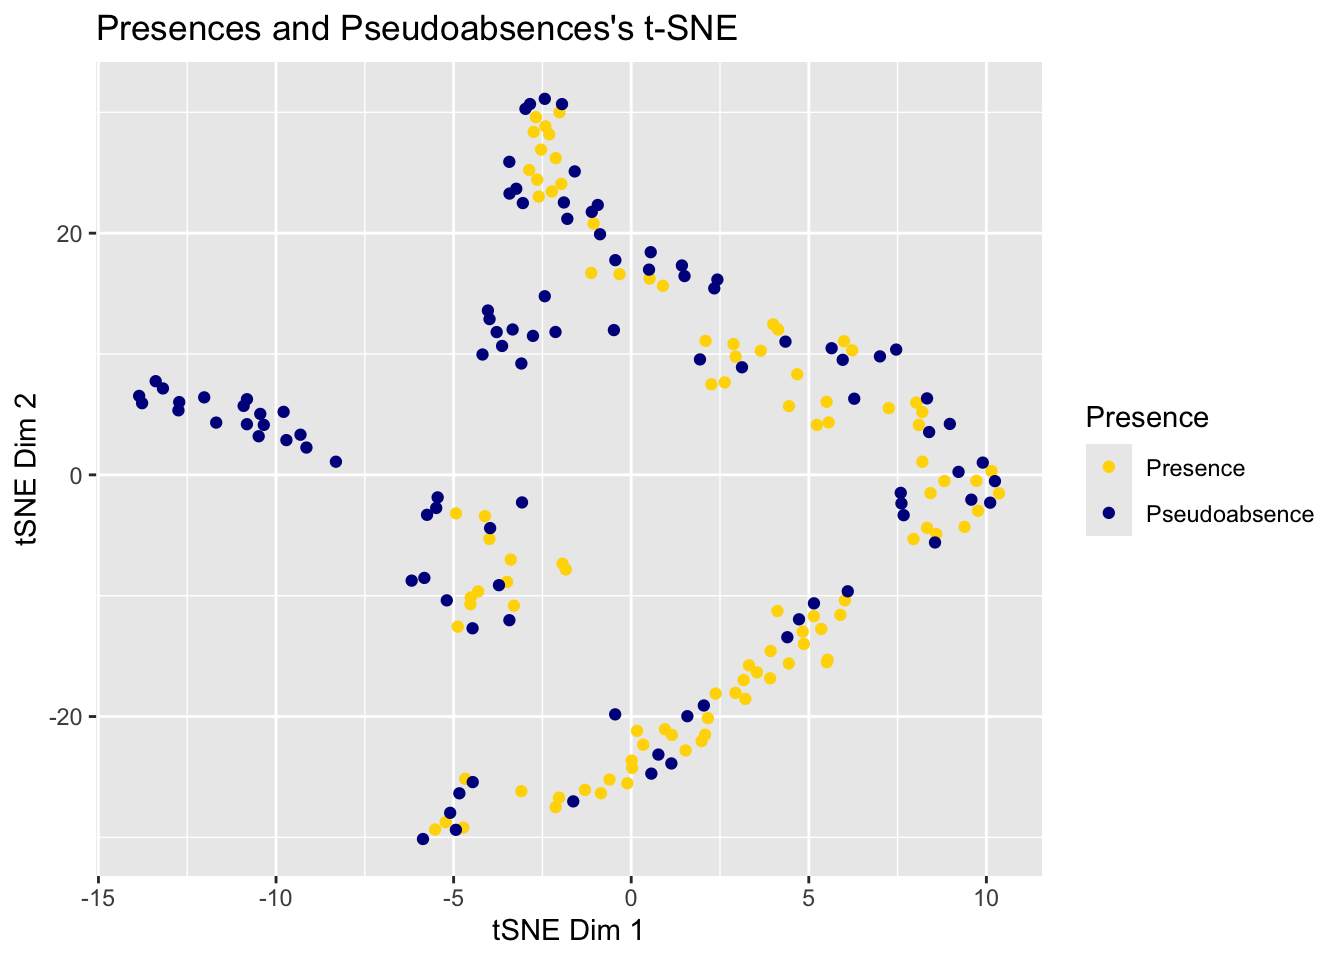 Presences and Pseudoabsences's t-SNE
tSNE Dim 2
20
0
-20
-15
-10
-5
0
5
10
tSNE Dim 1
Presence
Presence
Pseudoabsence